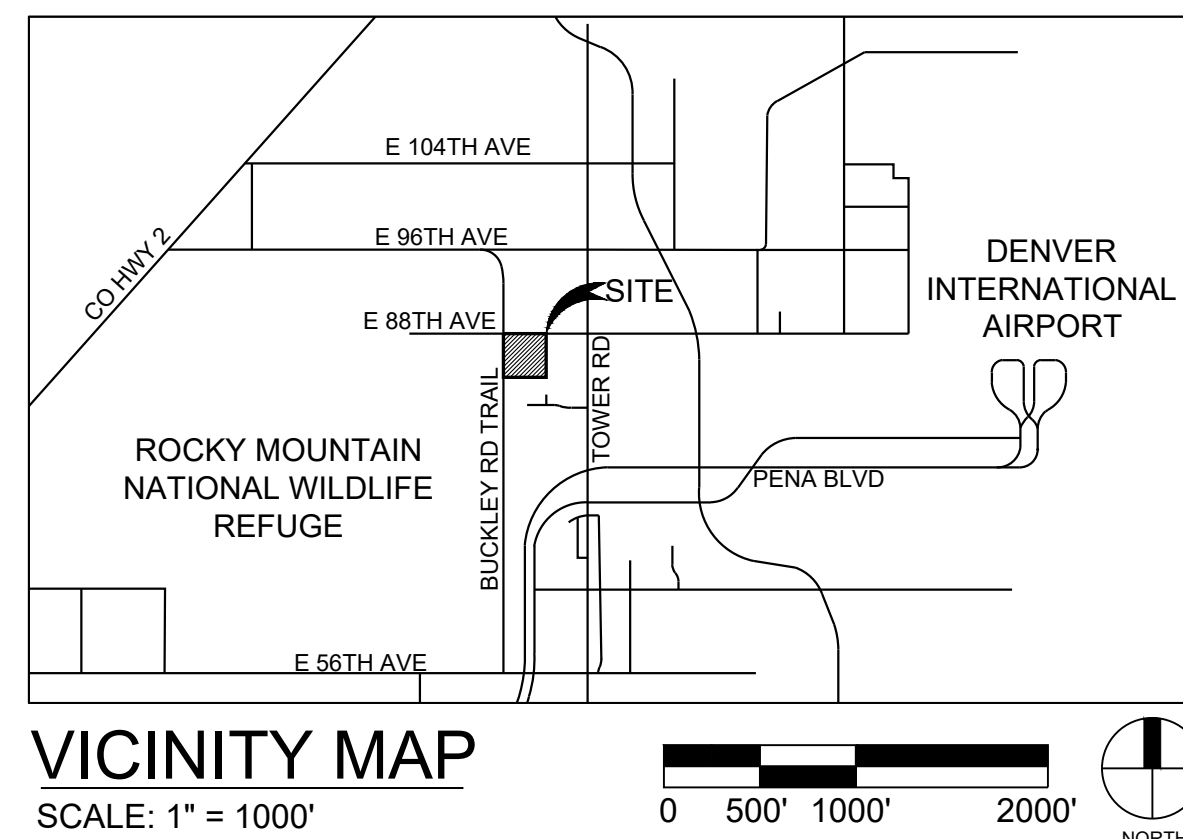 E 104TH AVE
CO HWY 2
E 96TH AVE
DENVER
INTERNATIONAL
AIRPORT
SITE
E 88TH AVE
TOWER RD
BUCKLEY RD TRAIL
ROCKY MOUNTAIN
NATIONAL WILDLIFE
REFUGE
PENA BLVD
E 56TH AVE
VICINITY MAP
SCALE: 1" = 1000'
0 500' 1000' 2000'
NORTH